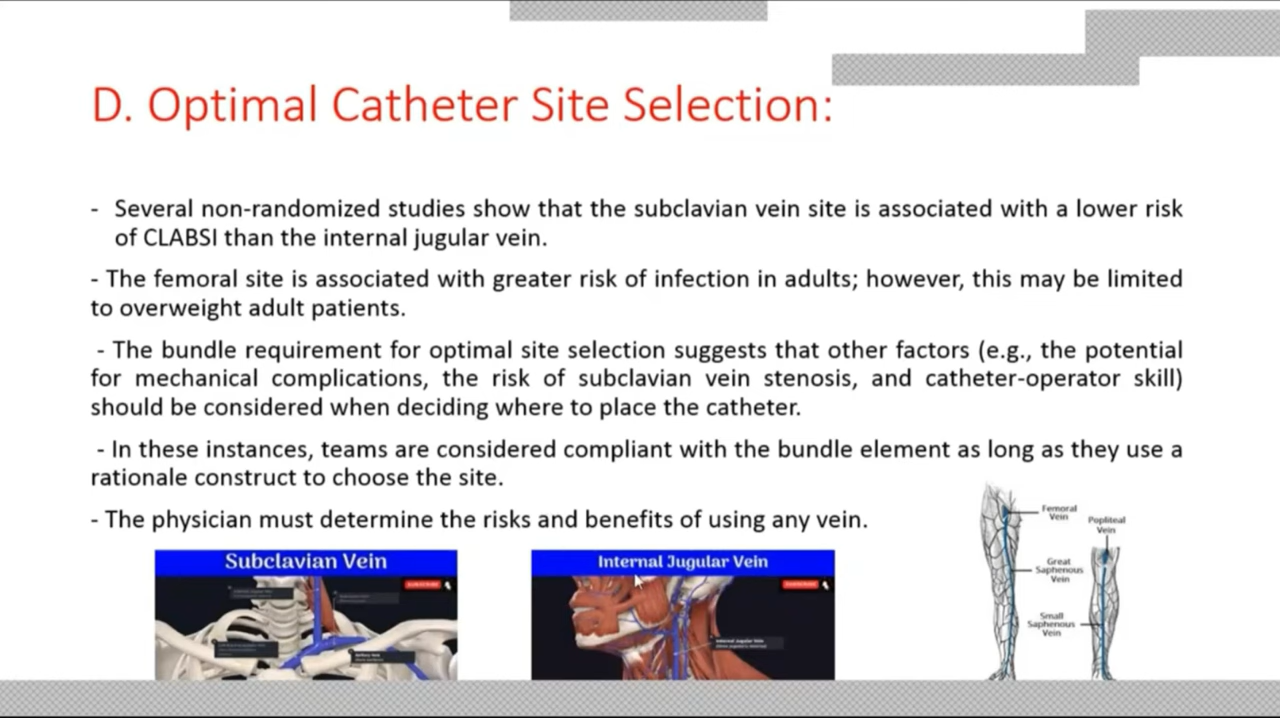 D. Optimal Catheter Site Selection:
- Several non-randomized studies show that the subclavian vein site is associated with a lower risk
of CLABSI than the internal jugular vein.
- The femoral site is associated with greater risk of infection in adults; however, this may be limited
to overweight adult patients.
- The bundle requirement for optimal site selection suggests that other factors (e.g., the potential
for mechanical complications, the risk of subclavian vein stenosis, and catheter-operator skill)
should be considered when deciding where to place the catheter.
- In these instances, teams are considered compliant with the bundle element as long as they use a
rationale construct to choose the site.
- The physician must determine the risks and benefits of using any vein.
Subclavian Vein
Internal Jugular Vein
Femoral
Vein
Popliteal
Vein
Great
Saphenous
Vein
Small
Saphenous
Vein